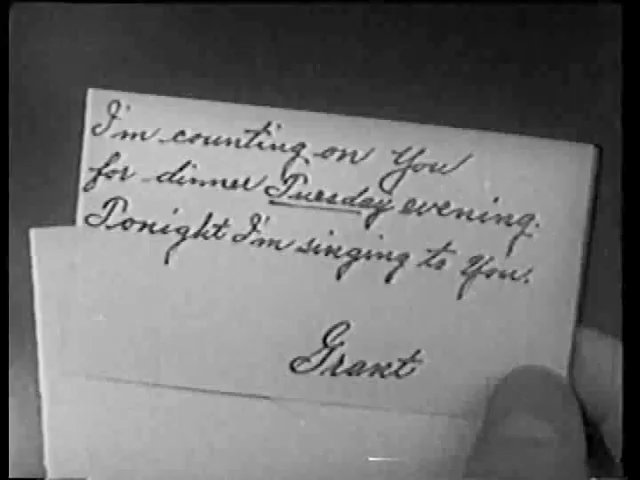 I'm counting on You
for dinner Tuesday evening.
Tonight I'm singing to You.
Grant